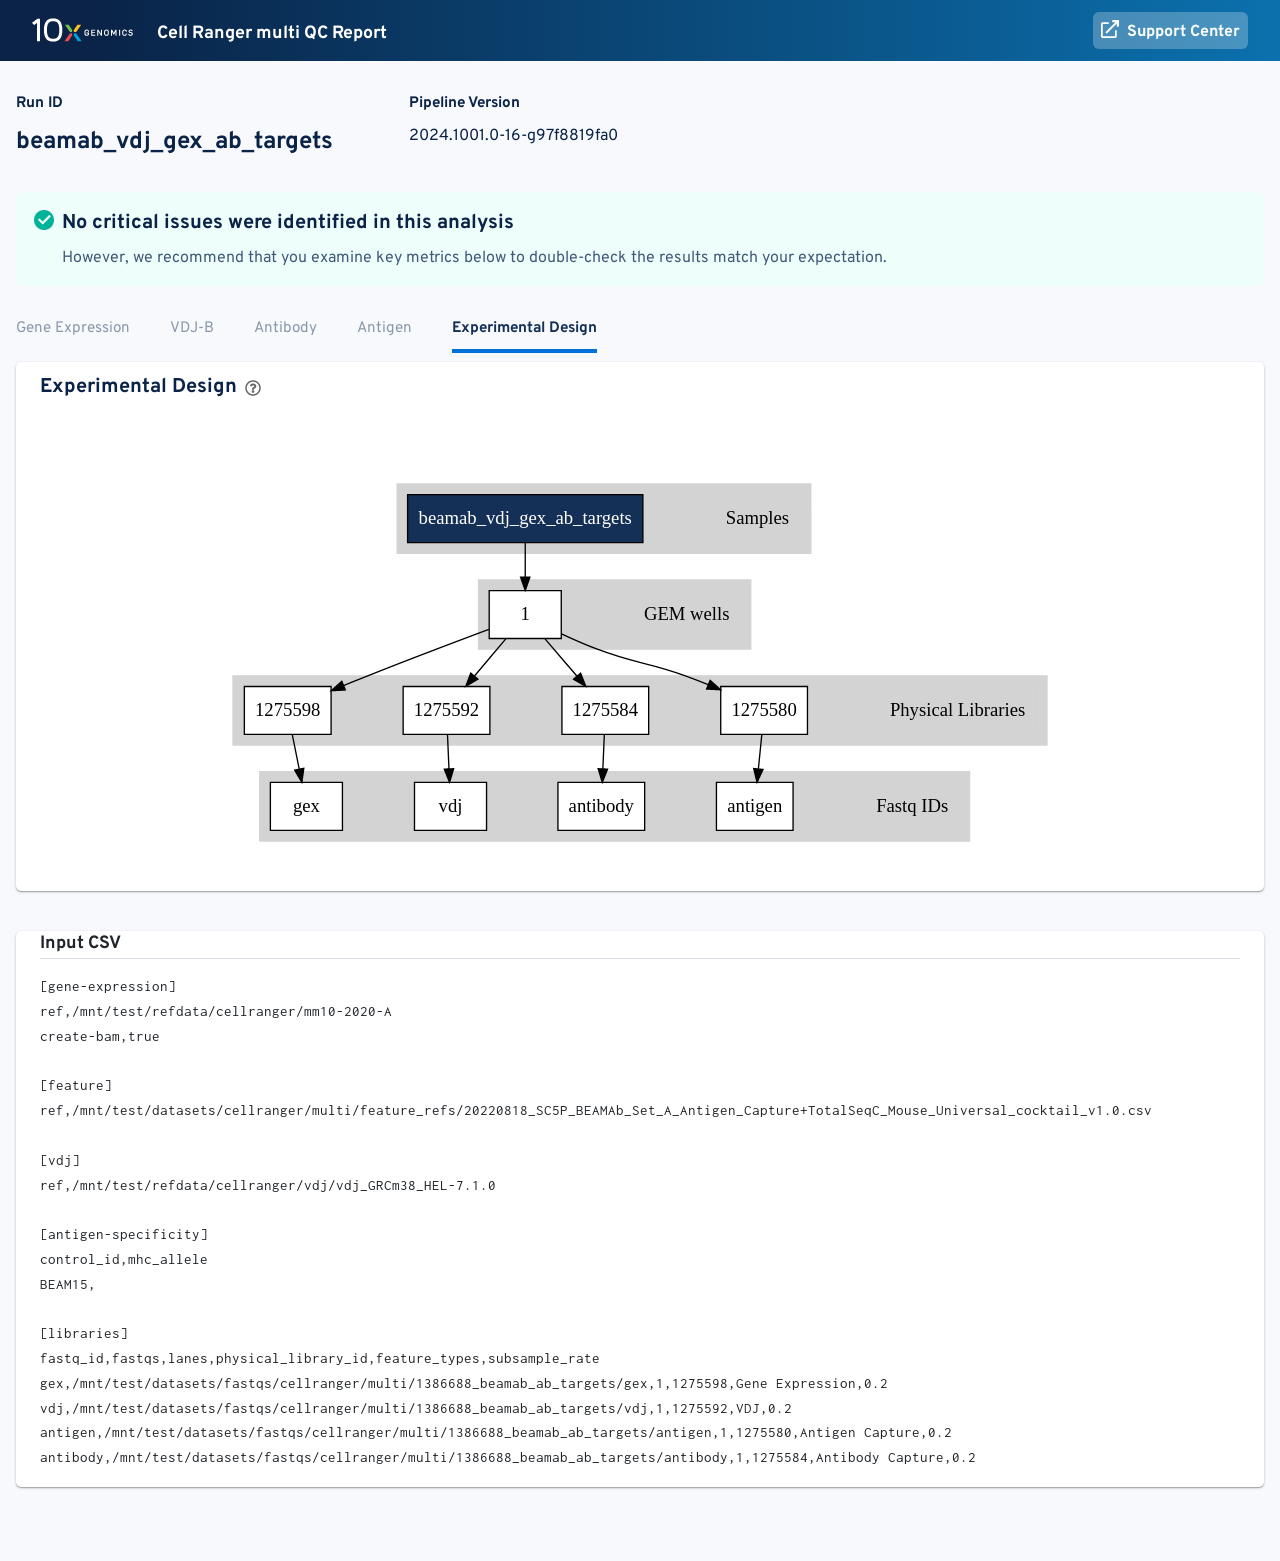 10x GENOMICS Cell Ranger multi QC Report Support Center
Run ID Pipeline Version
beamab_vdj_gex_ab_targets 2024.1001.0-16-g97f8819fa0
No critical issues were identified in this analysis
However, we recommend that you examine key metrics below to double-check the results match your expectation.
Gene Expression VDJ-B Antibody Antigen Experimental Design
Experimental Design ?
beamab_vdj_gex_ab_targets Samples
1 GEM wells
1275598 1275592 1275584 1275580 Physical Libraries
gex vdj antibody antigen Fastq IDs
Input CSV
[gene-expression]
ref,/mnt/test/refdata/cellranger/mm10-2020-A
create-bam,true
[feature]
ref,/mnt/test/datasets/cellranger/multi/feature_refs/20220818_SC5P_BEAMAb_Set_A_Antigen_Capture+TotalSeqC_Mouse_Universal_cocktail_v1.0.csv
[vdj]
ref,/mnt/test/refdata/cellranger/vdj/vdj_GRCm38_HEL-7.1.0
[antigen-specificity]
control_id,mhc_allele
BEAM15,
[libraries]
fastq_id,fastqs,lanes,physical_library_id,feature_types,subsample_rate
gex,/mnt/test/datasets/fastqs/cellranger/multi/1386688_beamab_ab_targets/gex,1,1275598,Gene Expression,0.2
vdj,/mnt/test/datasets/fastqs/cellranger/multi/1386688_beamab_ab_targets/vdj,1,1275592,VDJ,0.2
antigen,/mnt/test/datasets/fastqs/cellranger/multi/1386688_beamab_ab_targets/antigen,1,1275580,Antigen Capture,0.2
antibody,/mnt/test/datasets/fastqs/cellranger/multi/1386688_beamab_ab_targets/antibody,1,1275584,Antibody Capture,0.2